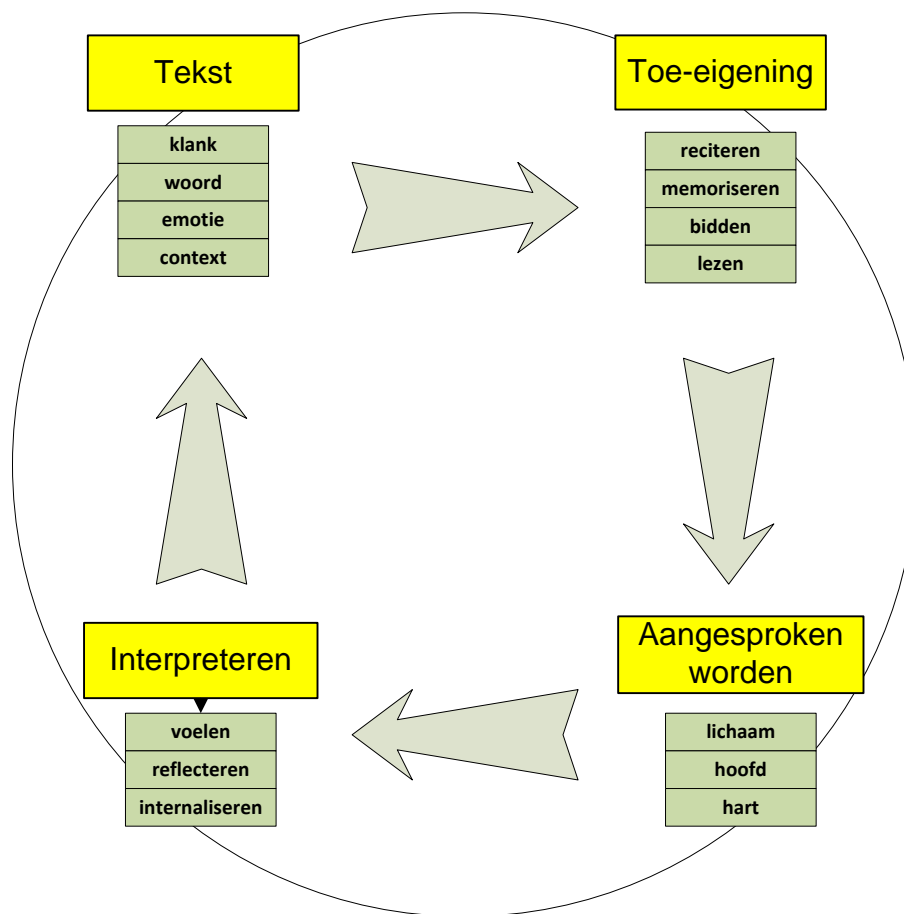 Tekst
klank
woord
emotie
context
Toe-eigening
reciteren
memoriseren
bidden
lezen
Aangesproken
worden
lichaam
hoofd
hart
Interpreteren
voelen
reflecteren
internaliseren